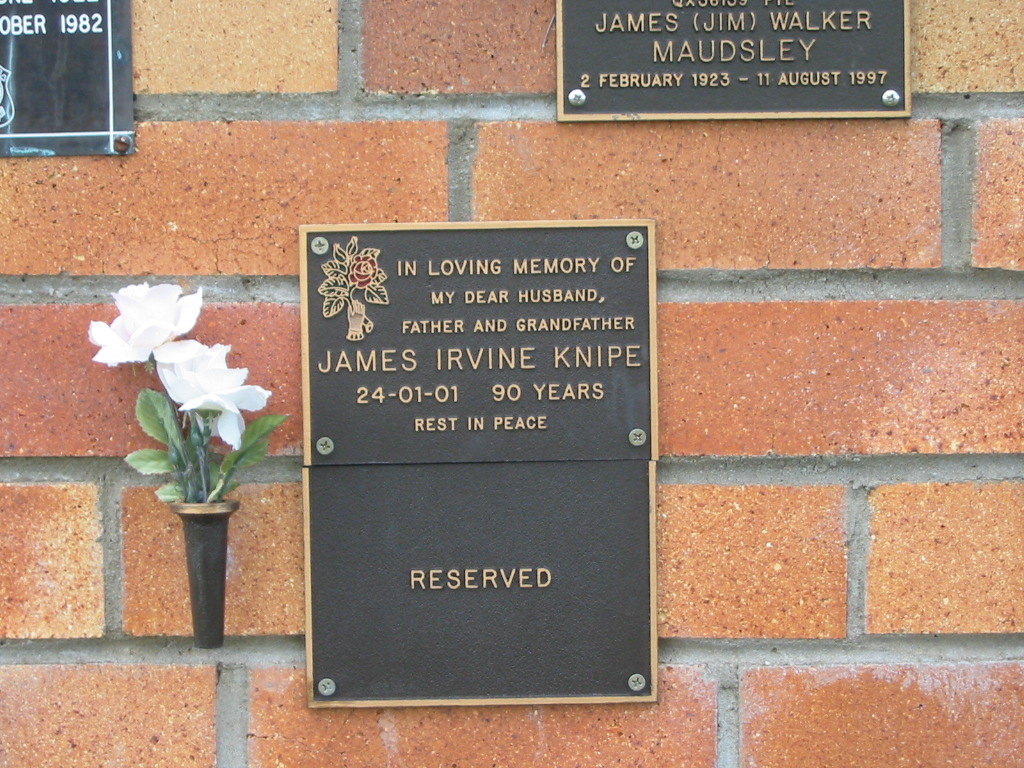 OBER 1982
JAMES (JIM) WALKER
MAUDSLEY
2 FEBRUARY 1923 - 11 AUGUST 1997
IN LOVING MEMORY OF
MY DEAR HUSBAND,
FATHER AND GRANDFATHER
JAMES IRVINE KNIPE
24-01-01 90 YEARS
REST IN PEACE
RESERVED